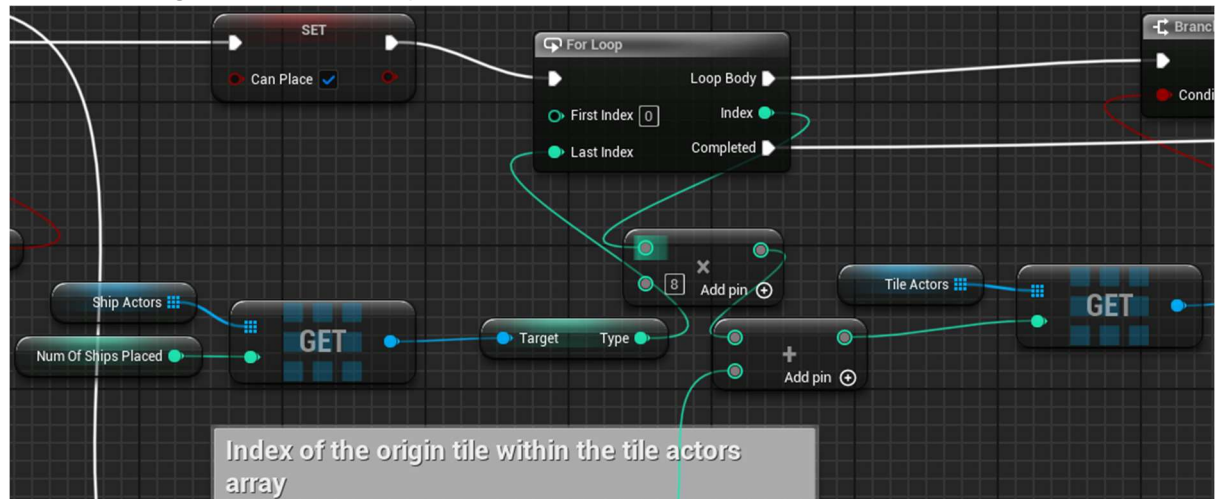 SET
Can Place
For Loop
Loop Body
First Index 0
Index
Last Index
Completed
Branch
Condi
×
8
Add pin
Ship Actors
GET
Num Of Ships Placed
Target Type
+
Add pin
Tile Actors
GET
Index of the origin tile within the tile actors
array